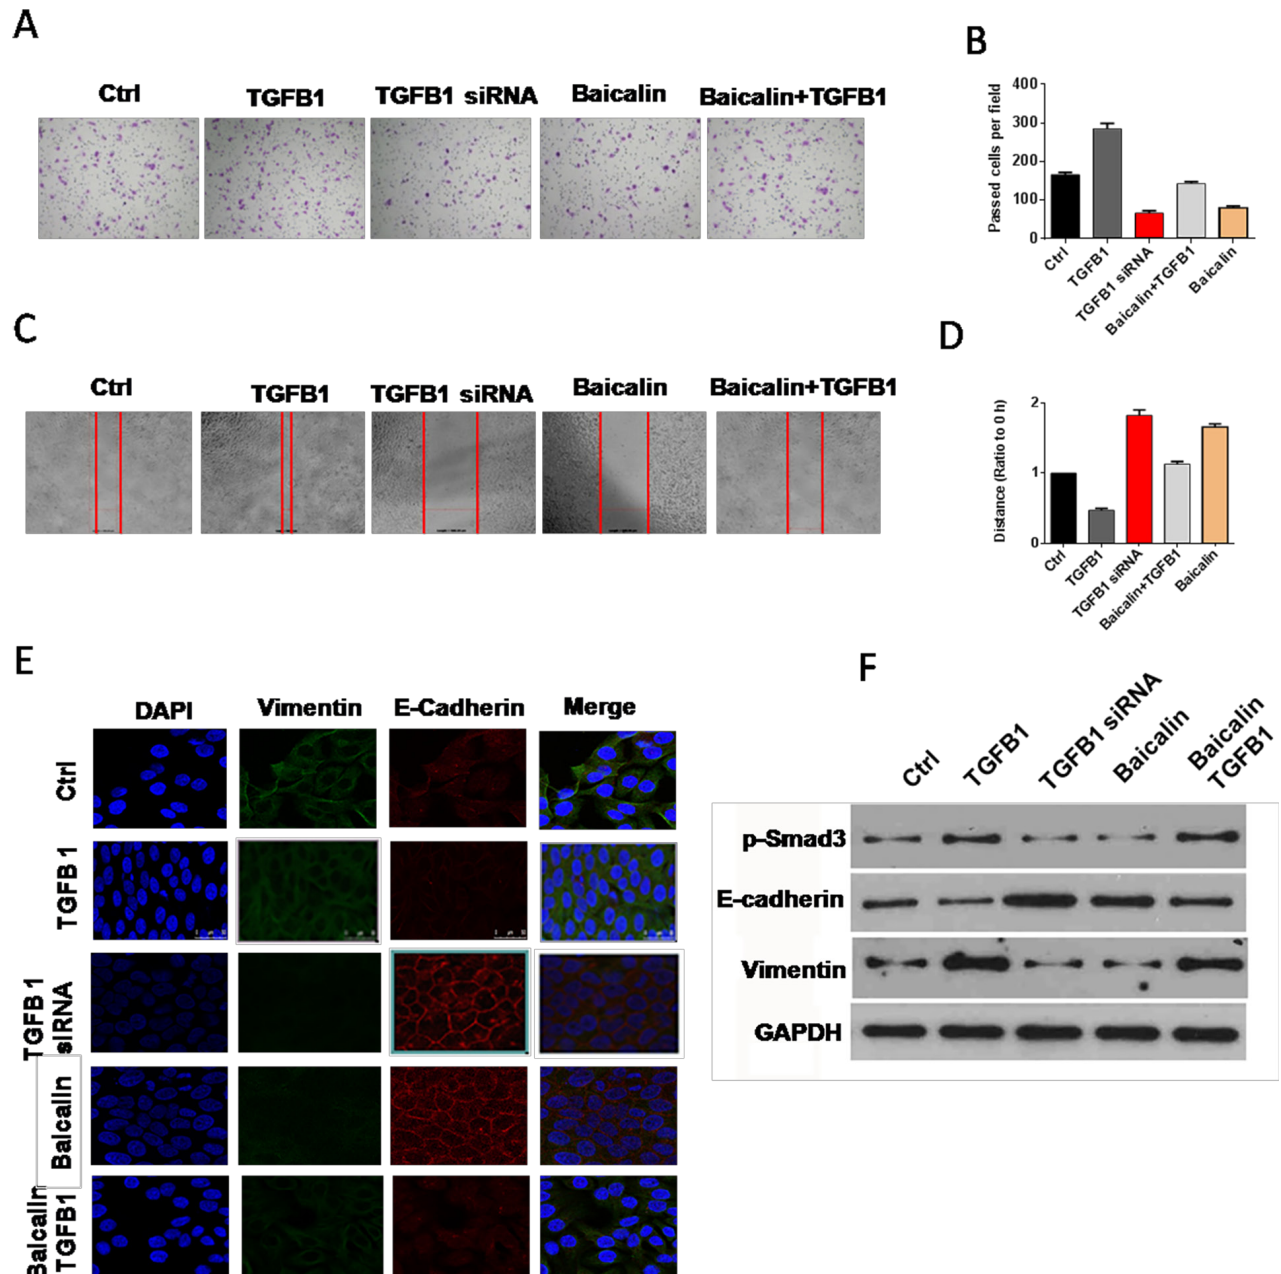 A
Ctrl
TGFB1
TGFB1 siRNA
Baicalin
Baicalin+TGFB1
B
Passed cells per field
400
300
200
100
0
Ctrl
TGFB1
TGFB1 siRNA
Baicalin+TGFB1
Baicalin
C
Ctrl
TGFB1
TGFB1 siRNA
Baicalin
Baicalin+TGFB1
D
Distance (Ratio to 0 h)
2
1
0
Ctrl
TGFB1
TGFB1 siRNA
Baicalin+TGFB1
Baicalin
E
DAPI
Vimentin
E-Cadherin
Merge
Ctrl
TGFB1
TGFB1
siRNA
Baicalin
Baicalin
TGFB1
F
Ctrl
TGFB1
TGFB1 siRNA
Baicalin
Baicalin
TGFB1
p-Smad3
E-cadherin
Vimentin
GAPDH